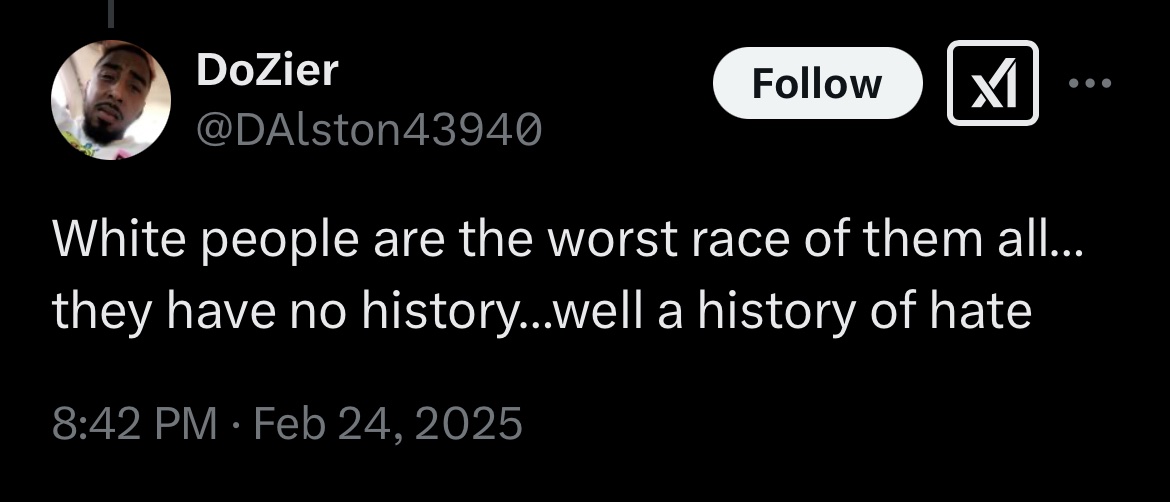 DoZier
Follow
@DAlston43940
White people are the worst race of them all...
they have no history...well a history of hate
8:42 PM · Feb 24, 2025